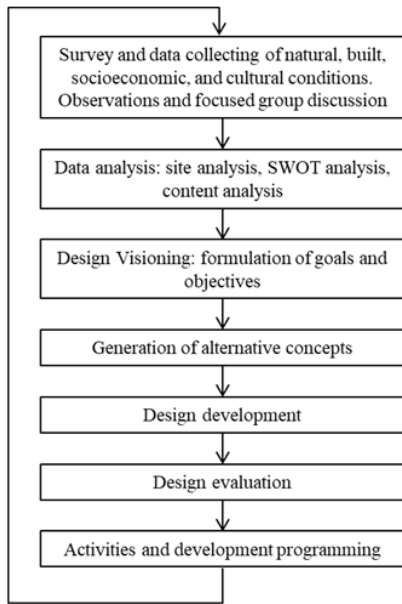 Survey and data collecting of natural, built,
socioeconomic, and cultural conditions.
Observations and focused group discussion
Data analysis: site analysis, SWOT analysis,
content analysis
Design Visioning: formulation of goals and
objectives
Generation of alternative concepts
Design development
Design evaluation
Activities and development programming